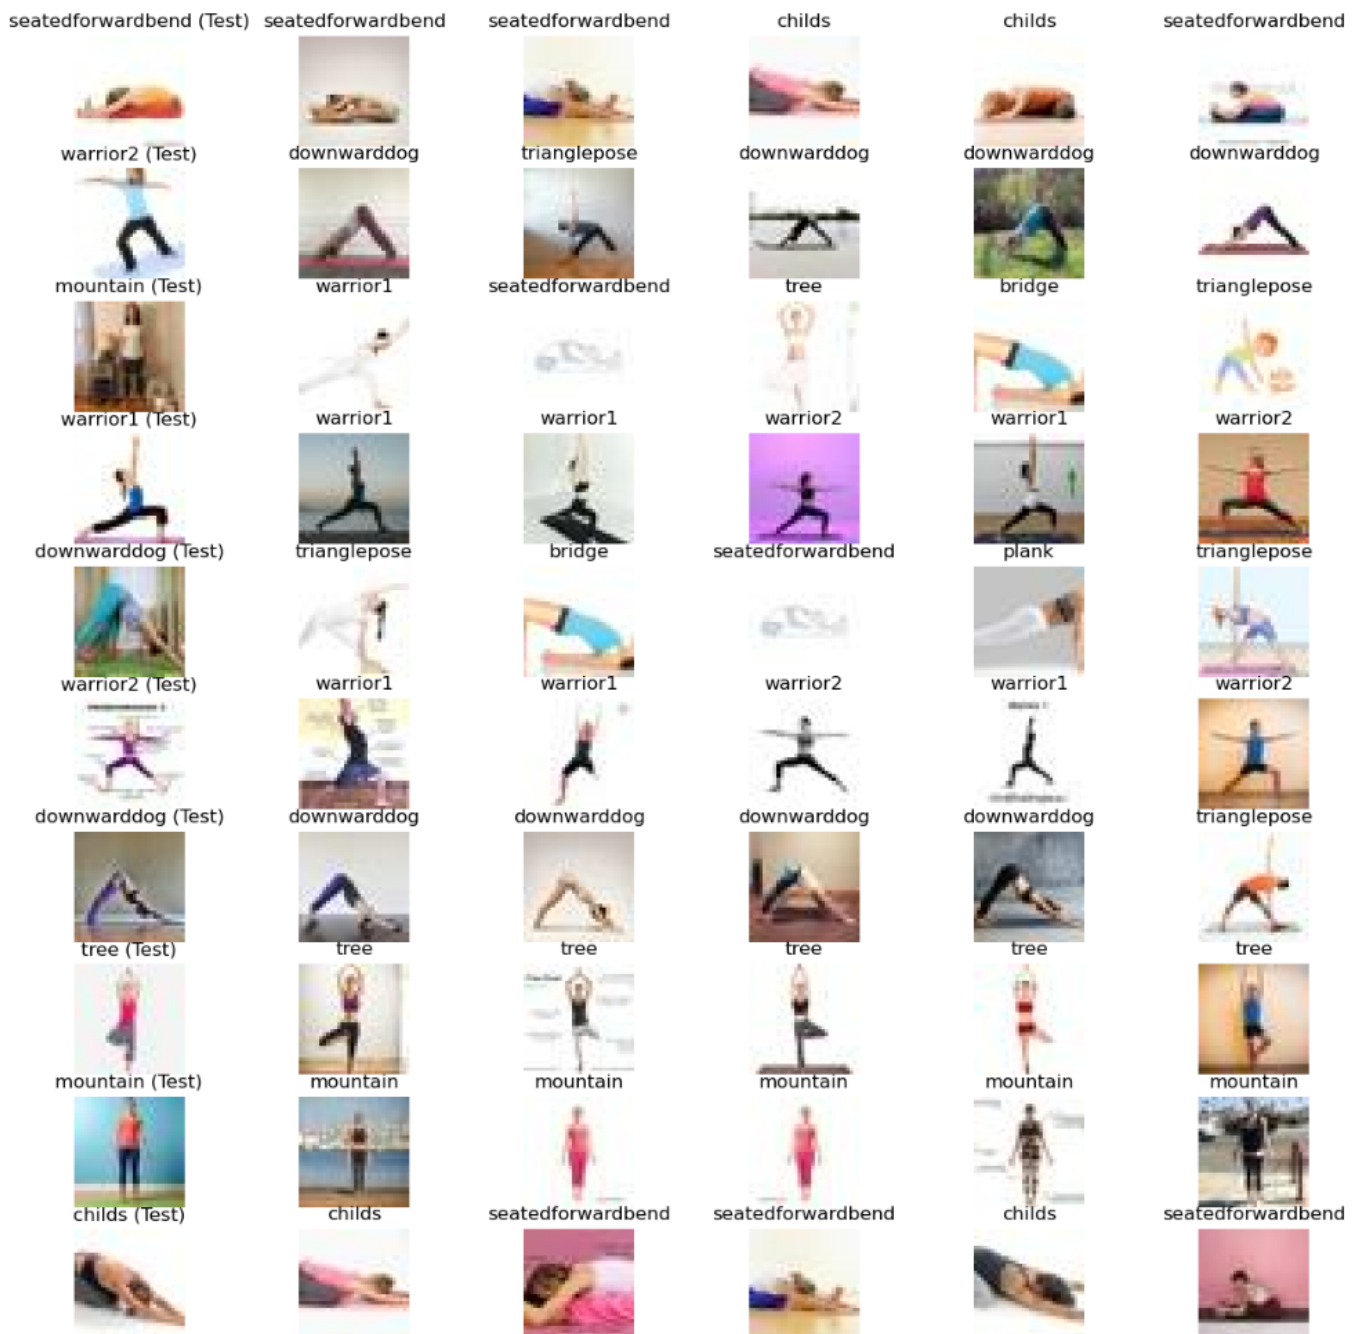 seatedforwardbend (Test) seatedforwardbend seatedforwardbend childs childs seatedforwardbend
warrior2 (Test) downwarddog trianglepose downwarddog downwarddog downwarddog
mountain (Test) warrior1 seatedforwardbend tree bridge trianglepose
warrior1 (Test) warrior1 warrior1 warrior2 warrior1 warrior2
downwarddog (Test) trianglepose bridge seatedforwardbend plank trianglepose
warrior2 (Test) warrior1 warrior1 warrior2 warrior1 warrior2
downwarddog (Test) downwarddog downwarddog downwarddog downwarddog trianglepose
tree (Test) tree tree tree tree tree
mountain (Test) mountain mountain mountain mountain mountain
childs (Test) childs seatedforwardbend seatedforwardbend childs seatedforwardbend